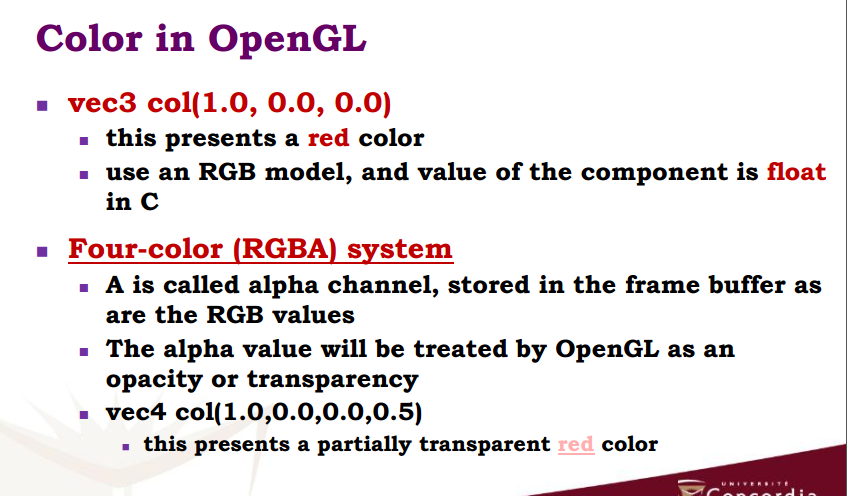 Color in OpenGL
vec3 col(1.0, 0.0, 0.0)
this presents a red color
use an RGB model, and value of the component is float
in C
Four-color (RGBA) system
A is called alpha channel, stored in the frame buffer as
are the RGB values
The alpha value will be treated by OpenGL as an
opacity or transparency
vec4 col(1.0,0.0,0.0,0.5)
this presents a partially transparent red color
UNIVERSITÉ
Concordia